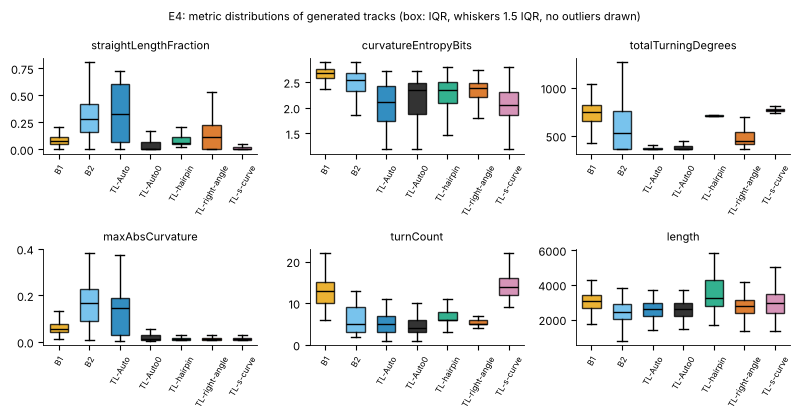 E4: metric distributions of generated tracks (box: IQR, whiskers 1.5 IQR, no outliers drawn)
straightLengthFraction
0.75
0.50
0.25
0.00
B1
B2
TL-Auto
TL-Auto0
TL-hairpin
TL-right-angle
TL-s-curve
curvatureEntropyBits
2.5
2.0
1.5
B1
B2
TL-Auto
TL-Auto0
TL-hairpin
TL-right-angle
TL-s-curve
totalTurningDegrees
1000
500
B1
B2
TL-Auto
TL-Auto0
TL-hairpin
TL-right-angle
TL-s-curve
maxAbsCurvature
0.4
0.2
0.0
B1
B2
TL-Auto
TL-Auto0
TL-hairpin
TL-right-angle
TL-s-curve
turnCount
20
10
0
B1
B2
TL-Auto
TL-Auto0
TL-hairpin
TL-right-angle
TL-s-curve
length
6000
4000
2000
B1
B2
TL-Auto
TL-Auto0
TL-hairpin
TL-right-angle
TL-s-curve